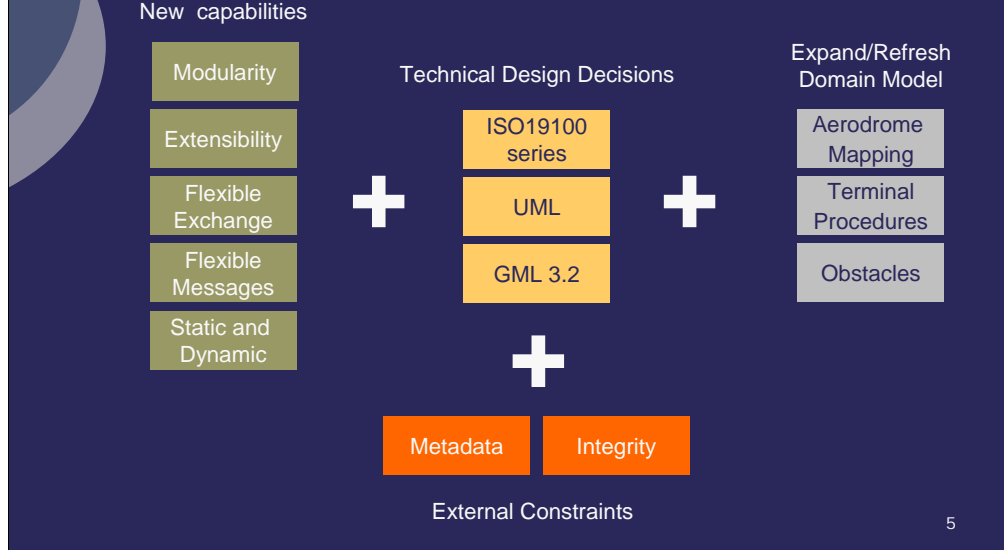 New capabilities
Modularity
Extensibility
Flexible
Exchange
Flexible
Messages
Static and
Dynamic
Technical Design Decisions
ISO19100
series
UML
GML 3.2
Expand/Refresh
Domain Model
Aerodrome
Mapping
Terminal
Procedures
Obstacles
Metadata
Integrity
External Constraints
5